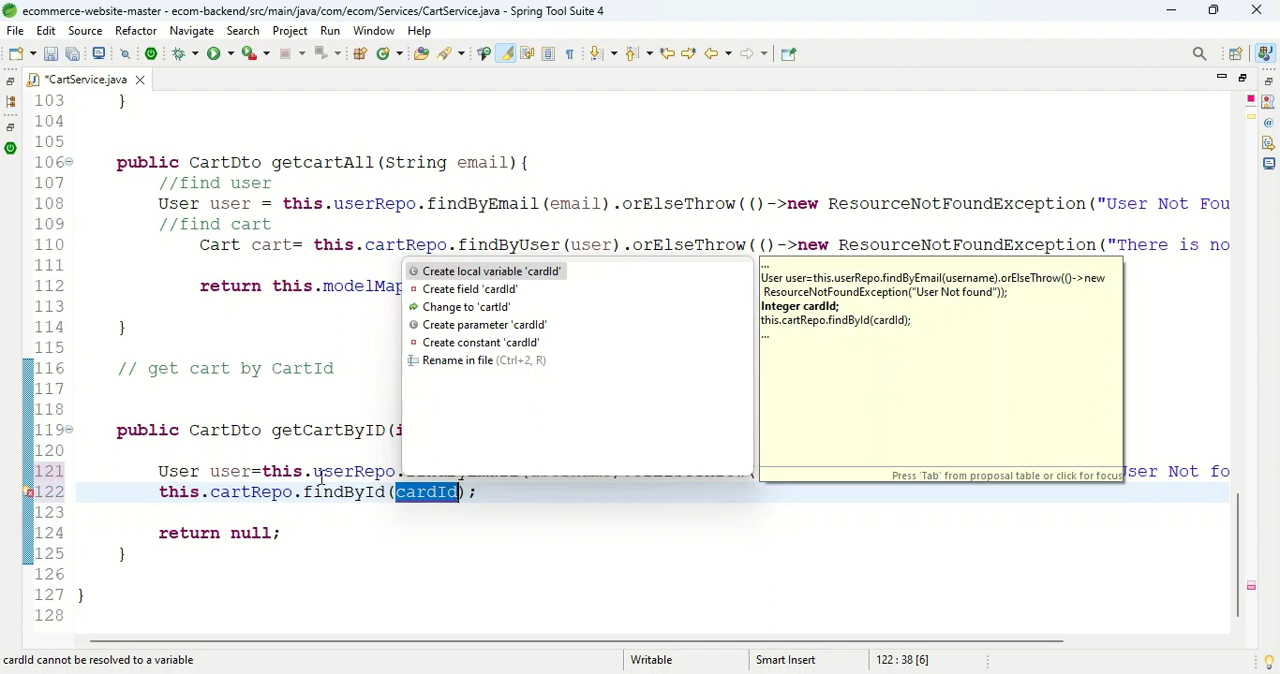 ecommerce-website-master - ecom-backend/src/main/java/com/ecom/Services/CartService.java - Spring Tool Suite 4
File Edit Source Refactor Navigate Search Project Run Window Help
*CartService.java
103 }
104
105
106 public CartDto getcartAll(String email){
107 //find user
108 User user = this.userRepo.findByEmail(email).orElseThrow(()->new ResourceNotFoundException("User Not Fou
109 //find cart
110 Cart cart= this.cartRepo.findByUser(user).orElseThrow(()->new ResourceNotFoundException("There is no
111
112 return this.modelMap
113
114 }
115
116 // get cart by CartId
117
118
119 public CartDto getCartByID(i
120
121 User user=this.userRepo. User Not fo
122 this.cartRepo.findById(cardId);
123
124 return null;
125 }
126
127 }
128
Create local variable 'cardId'
Create field 'cardId'
Change to 'cartId'
Create parameter 'cardId'
Create constant 'cardId'
Rename in file (Ctrl+2, R)
...
User user=this.userRepo.findByEmail(username).orElseThrow(()->new
ResourceNotFoundException("User Not found"));
Integer cardId;
this.cartRepo.findById(cardId);
...
Press 'Tab' from proposal table or click for focus
cardId cannot be resolved to a variable
Writable
Smart Insert
122 : 38 [6]